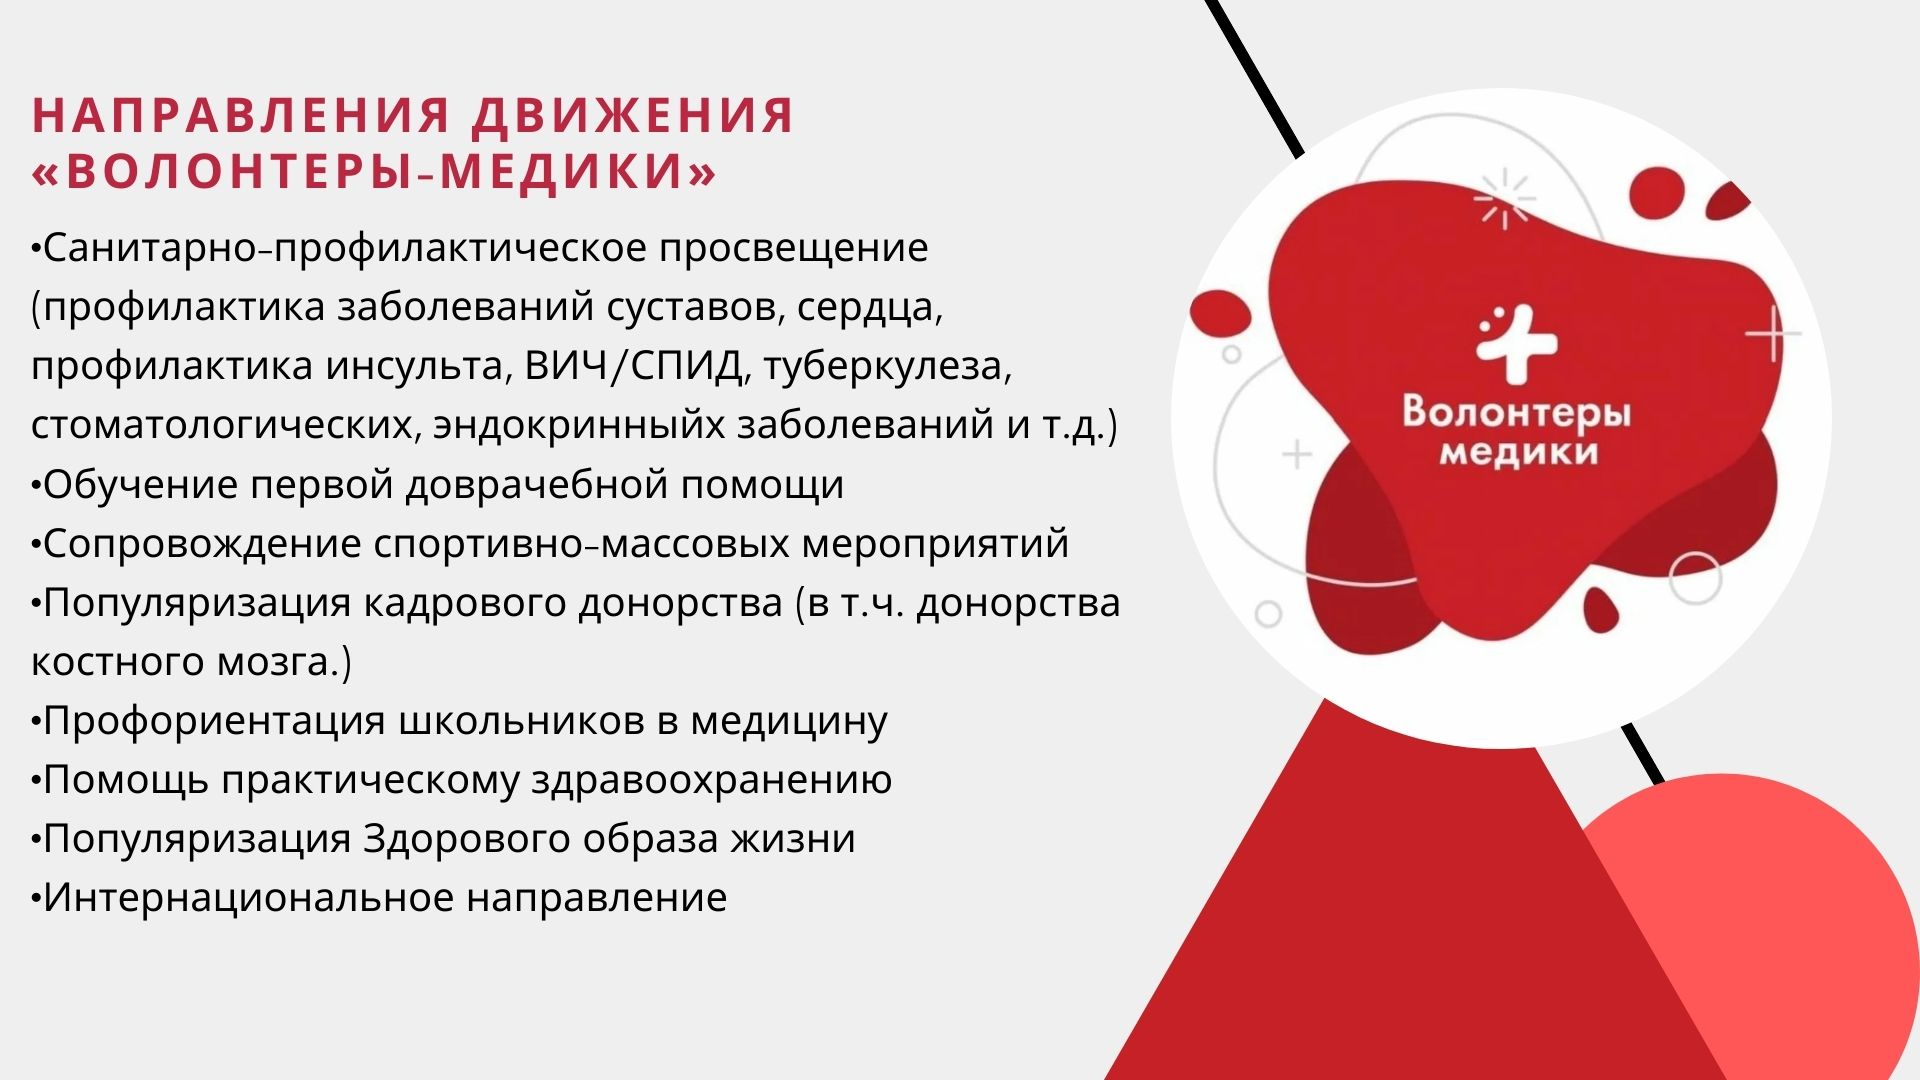 НАПРАВЛЕНИЯ ДВИЖЕНИЯ
«ВОЛОНТЕРЫ-МЕДИКИ»
•Санитарно-профилактическое просвещение
(профилактика заболеваний суставов, сердца,
профилактика инсульта, ВИЧ/СПИД, туберкулеза,
стоматологических, эндокринныйх заболеваний и т.д.)
•Обучение первой доврачебной помощи
•Сопровождение спортивно-массовых мероприятий
•Популяризация кадрового донорства (в т.ч. донорства
костного мозга.)
•Профориентация школьников в медицину
•Помощь практическому здравоохранению
•Популяризация Здорового образа жизни
•Интернациональное направление
Волонтеры
медики